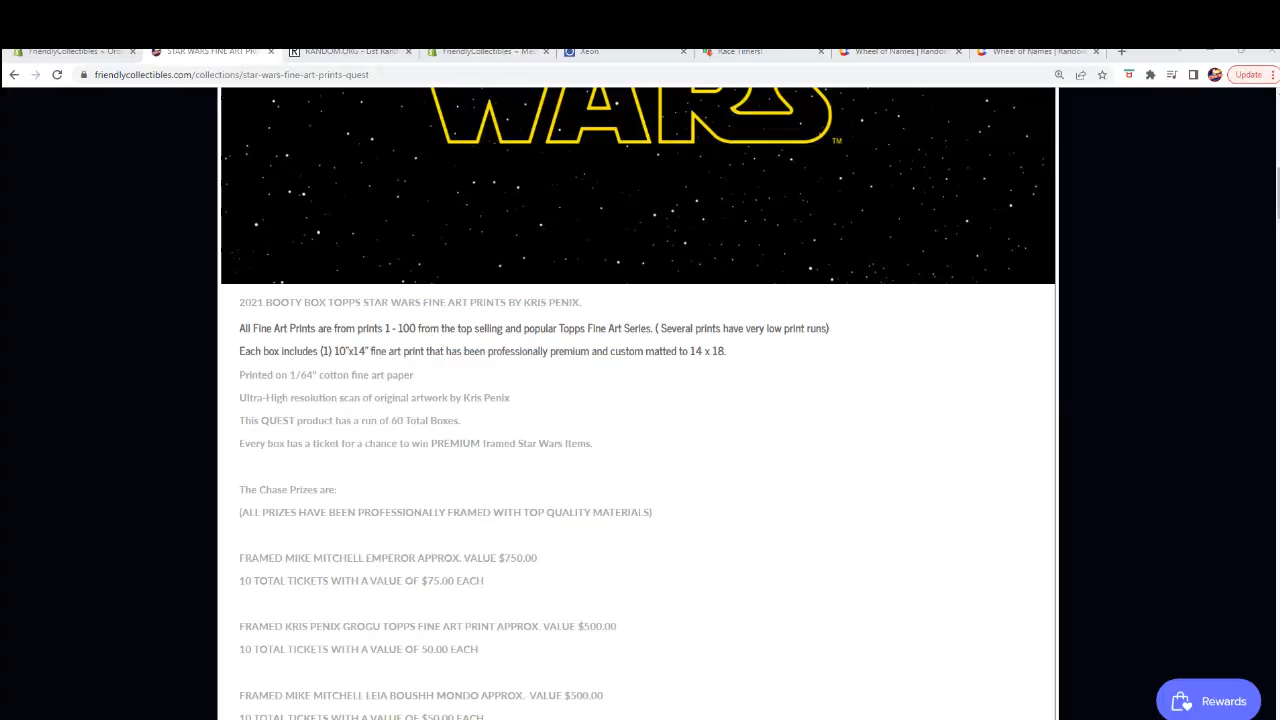 FriendlyCollectibles ~ Or
STAR WARS FINE ART PR
RANDOM.ORG - List Rand
FriendlyCollectibles ~ Me
Xeon
Race Timers!
Wheel of Names | Random
Wheel of Names | Random
friendlycollectibles.com/collections/star-wars-fine-art-prints-quest
Update
WARS
TM
2021 BOOTY BOX TOPPS STAR WARS FINE ART PRINTS BY KRIS PENIX.
All Fine Art Prints are from prints 1 - 100 from the top selling and popular Topps Fine Art Series. ( Several prints have very low print runs)
Each box includes (1) 10"x14" fine art print that has been professionally premium and custom matted to 14 x 18.
Printed on 1/64" cotton fine art paper
Ultra-High resolution scan of original artwork by Kris Penix
This QUEST product has a run of 60 Total Boxes.
Every box has a ticket for a chance to win PREMIUM framed Star Wars Items.
The Chase Prizes are:
(ALL PRIZES HAVE BEEN PROFESSIONALLY FRAMED WITH TOP QUALITY MATERIALS)
FRAMED MIKE MITCHELL EMPEROR APPROX. VALUE $750.00
10 TOTAL TICKETS WITH A VALUE OF $75.00 EACH
FRAMED KRIS PENIX GROGU TOPPS FINE ART PRINT APPROX. VALUE $500.00
10 TOTAL TICKETS WITH A VALUE OF 50.00 EACH
FRAMED MIKE MITCHELL LEIA BOUSHH MONDO APPROX. VALUE $500.00
10 TOTAL TICKETS WITH A VALUE OF $50.00 EACH
Rewards